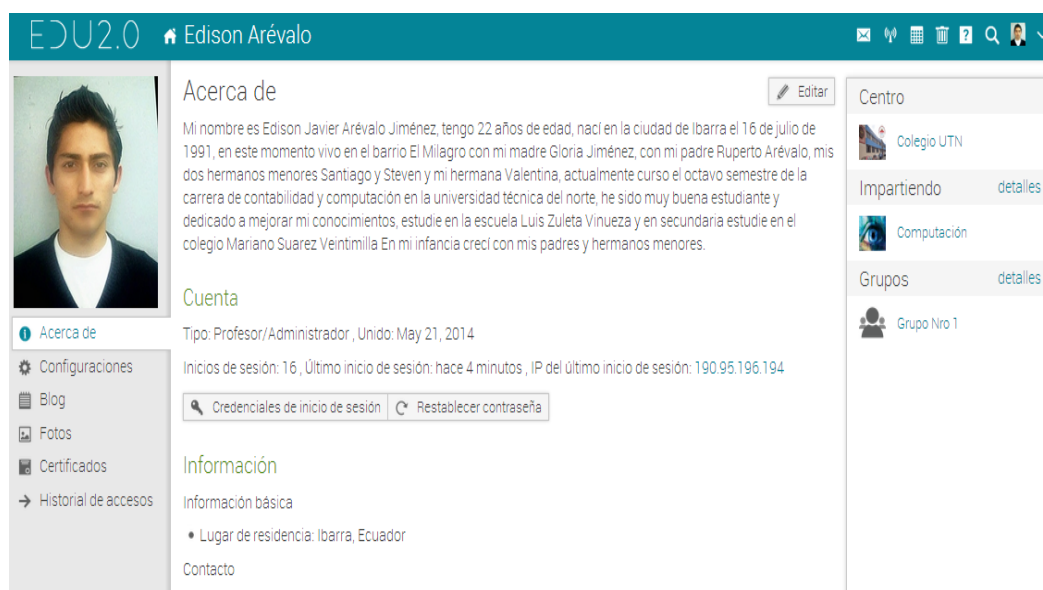 EDU2.0
Edison Arévalo
Acerca de
Editar
Mi nombre es Edison Javier Arévalo Jiménez, tengo 22 años de edad, nací en la ciudad de Ibarra el 16 de julio de
1991, en este momento vivo en el barrio El Milagro con mi madre Gloria Jiménez, con mi padre Ruperto Arévalo, mis
dos hermanos menores Santiago y Steven y mi hermana Valentina, actualmente curso el octavo semestre de la
carrera de contabilidad y computación en la universidad técnica del norte, he sido muy buena estudiante y
dedicado a mejorar mi conocimientos, estudie en la escuela Luis Zuleta Vinueza y en secundaria estudie en el
colegio Mariano Suarez Veintimilla En mi infancia crecí con mis padres y hermanos menores.
Cuenta
Tipo: Profesor/Administrador , Unido: May 21, 2014
Inicios de sesión: 16 , Último inicio de sesión: hace 4 minutos , IP del último inicio de sesión: 190.95.196.194
Credenciales de inicio de sesión
Restablecer contraseña
Información
Información básica
• Lugar de residencia: Ibarra, Ecuador
Contacto
Acerca de
Configuraciones
Blog
Fotos
Certificados
Historial de accesos
Centro
Colegio UTN
Impartiendo detalles
Computación
Grupos detalles
Grupo Nro 1